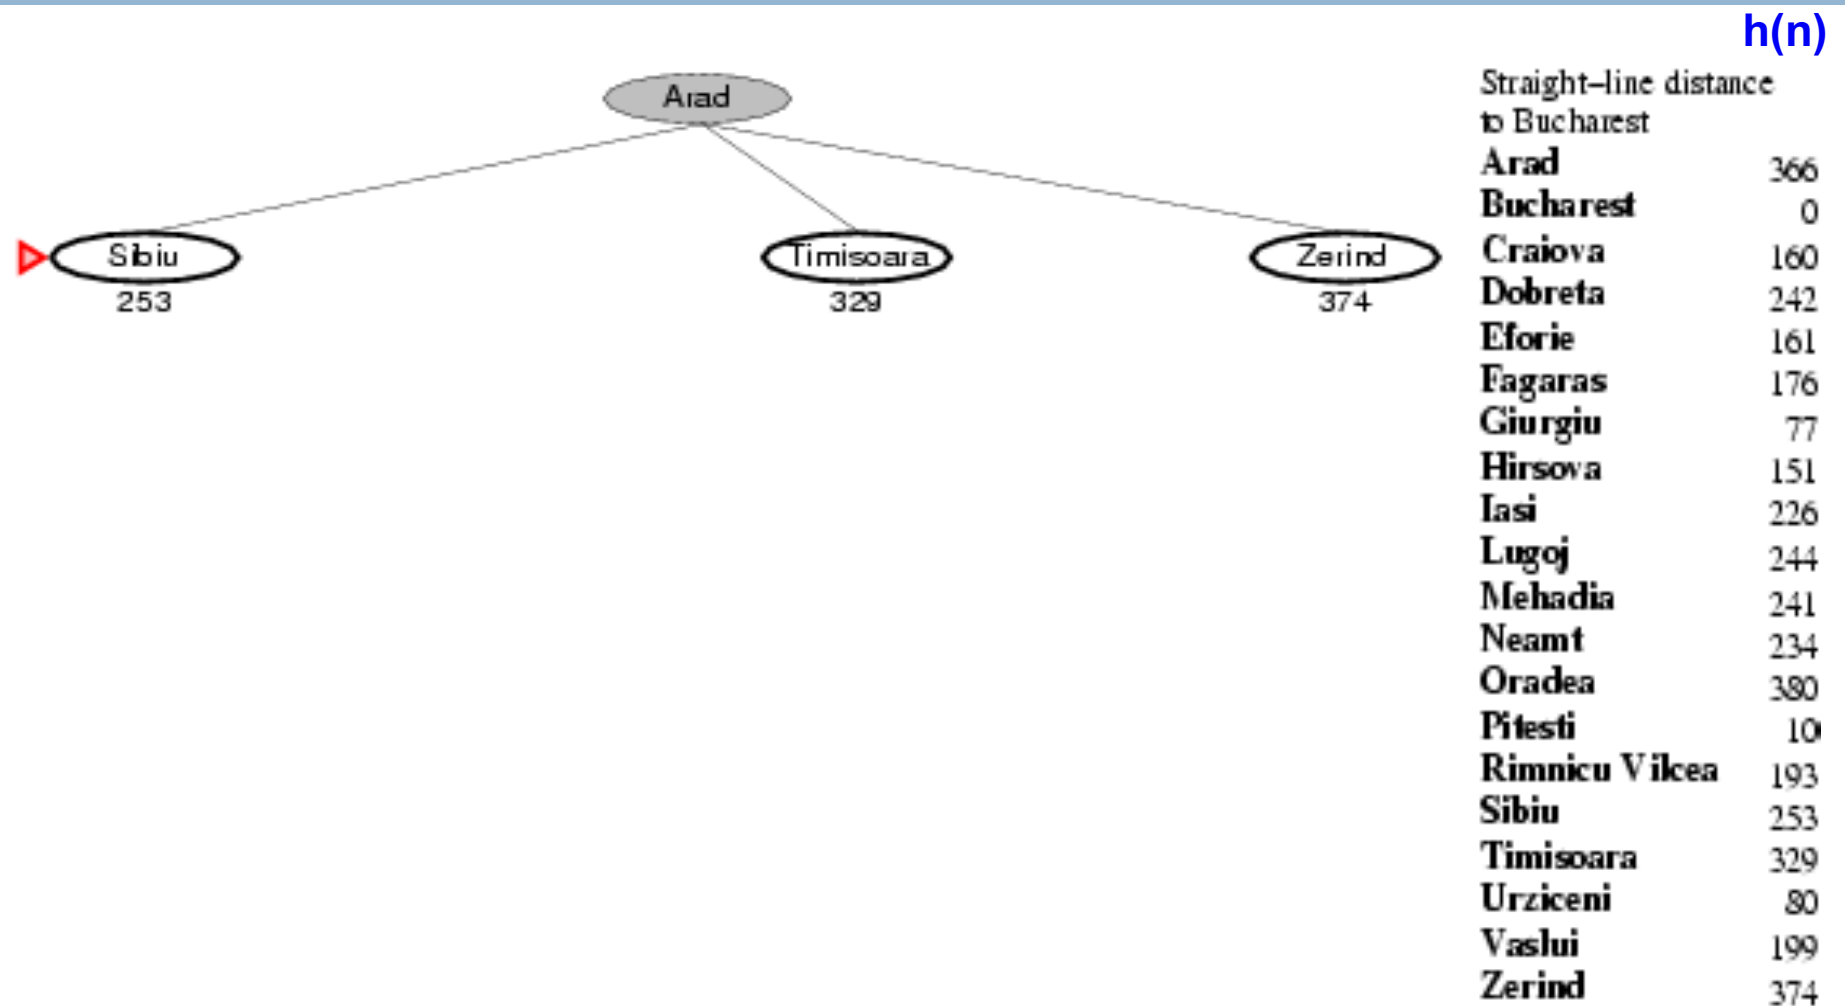 h(n)
Arad
Sibiu
Timisoara
Zerind
253
329
374
Straight–line distance
to Bucharest
Arad 366
Bucharest 0
Craiova 160
Dobreta 242
Eforie 161
Fagaras 176
Giurgiu 77
Hirsova 151
Iasi 226
Lugoj 244
Mehadia 241
Neamt 234
Oradea 380
Pitesti 10
Rimnicu Vilcea 193
Sibiu 253
Timisoara 329
Urziceni 80
Vaslui 199
Zerind 374